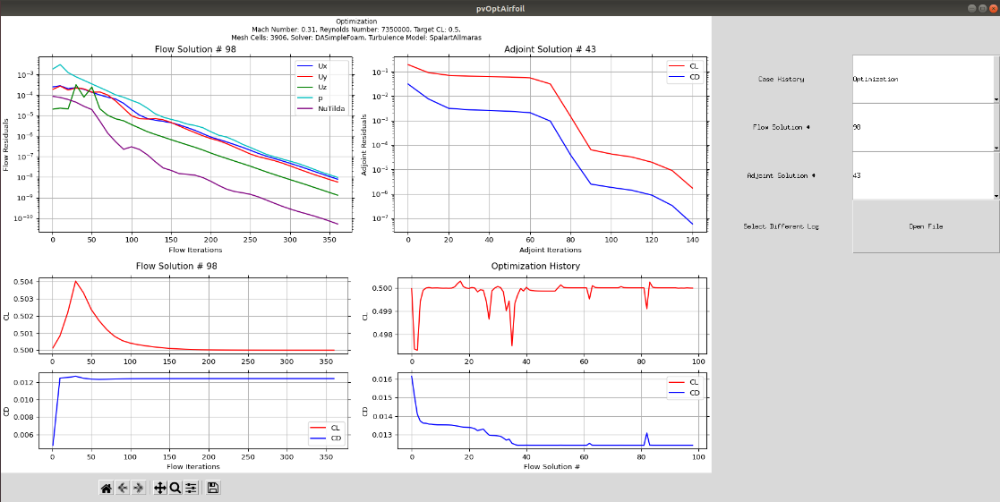 pvOptAirfoil
Optimization
Mach Number: 0.31, Reynolds Number: 7350000, Target CL: 0.5,
Mesh Cells: 3906, Solver: DASimpleFoam, Turbulence Model: SpalartAllmaras
Flow Solution # 98
Flow Residuals
10⁻³
10⁻⁴
10⁻⁵
10⁻⁶
10⁻⁷
10⁻⁸
10⁻⁹
10⁻¹⁰
Ux
Uy
Uz
p
NuTilda
0 50 100 150 200 250 300 350
Flow Iterations
Adjoint Solution # 43
Adjoint Residuals
10⁻¹
10⁻²
10⁻³
10⁻⁴
10⁻⁵
10⁻⁶
10⁻⁷
CL
CD
0 20 40 60 80 100 120 140
Adjoint Iterations
Flow Solution # 98
CL
0.504
0.503
0.502
0.501
0.500
0 50 100 150 200 250 300 350
CD
0.012
0.010
0.008
0.006
CL
CD
0 50 100 150 200 250 300 350
Flow Iterations
Optimization History
CL
0.500
0.499
0.498
0 20 40 60 80 100
CD
0.016
0.015
0.014
0.013
CL
CD
0 20 40 60 80 100
Flow Solution #
Case History
Optimization
Flow Solution #
98
Adjoint Solution #
43
Select Different Log
Open File